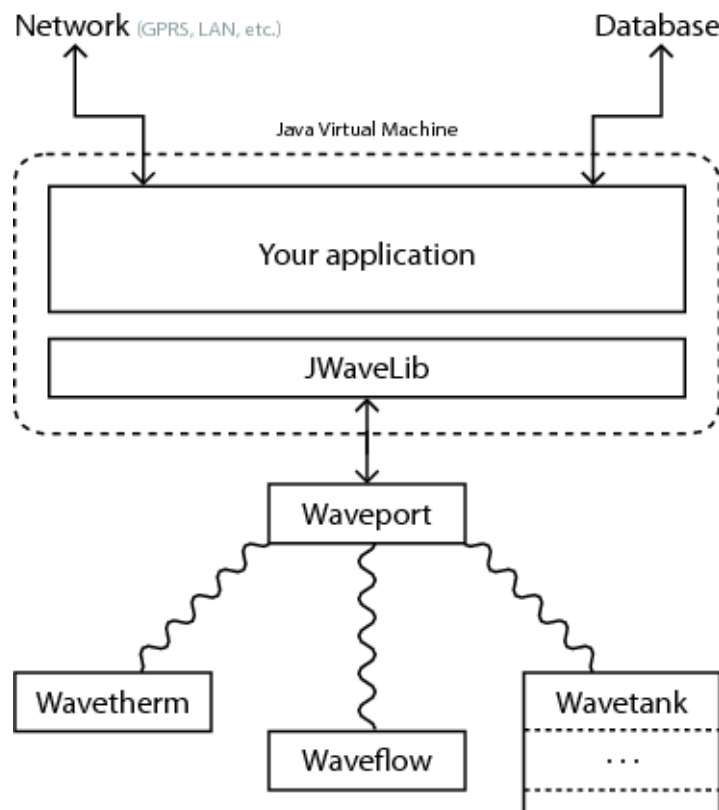 Network (GPRS, LAN, etc.)
Database
Java Virtual Machine
Your application
JWaveLib
Waveport
Wavetherm
Waveflow
Wavetank
...